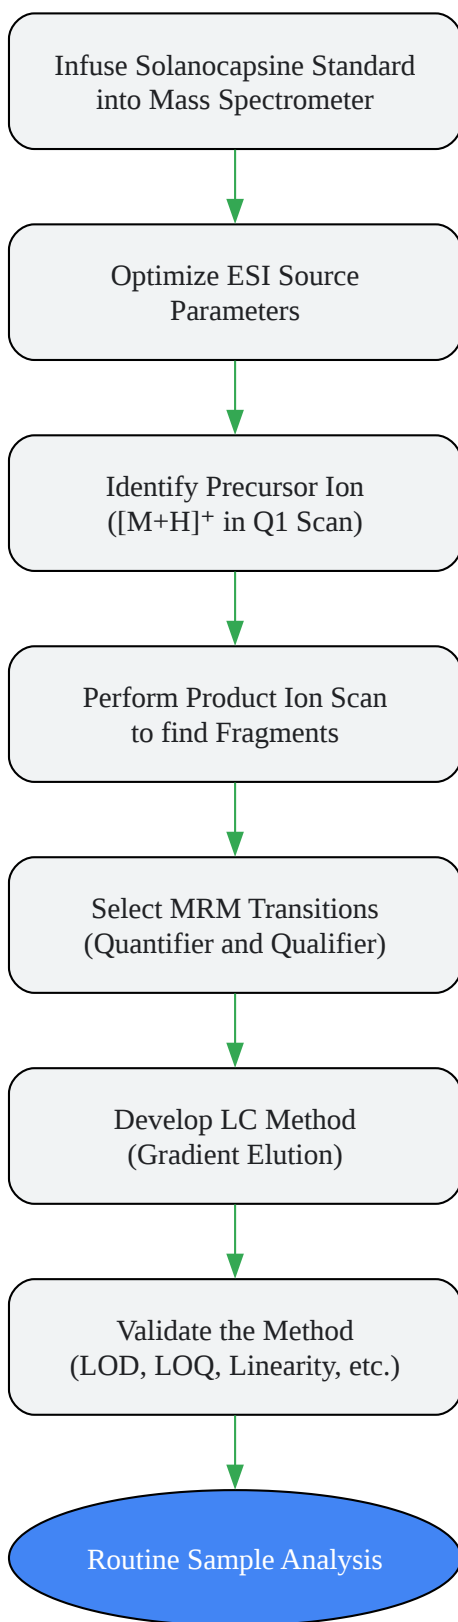 Infuse Solanocapsine Standard
into Mass Spectrometer
Optimize ESI Source
Parameters
Identify Precursor Ion
([M+H]⁺ in Q1 Scan)
Perform Product Ion Scan
to find Fragments
Select MRM Transitions
(Quantifier and Qualifier)
Develop LC Method
(Gradient Elution)
Validate the Method
(LOD, LOQ, Linearity, etc.)
Routine Sample Analysis